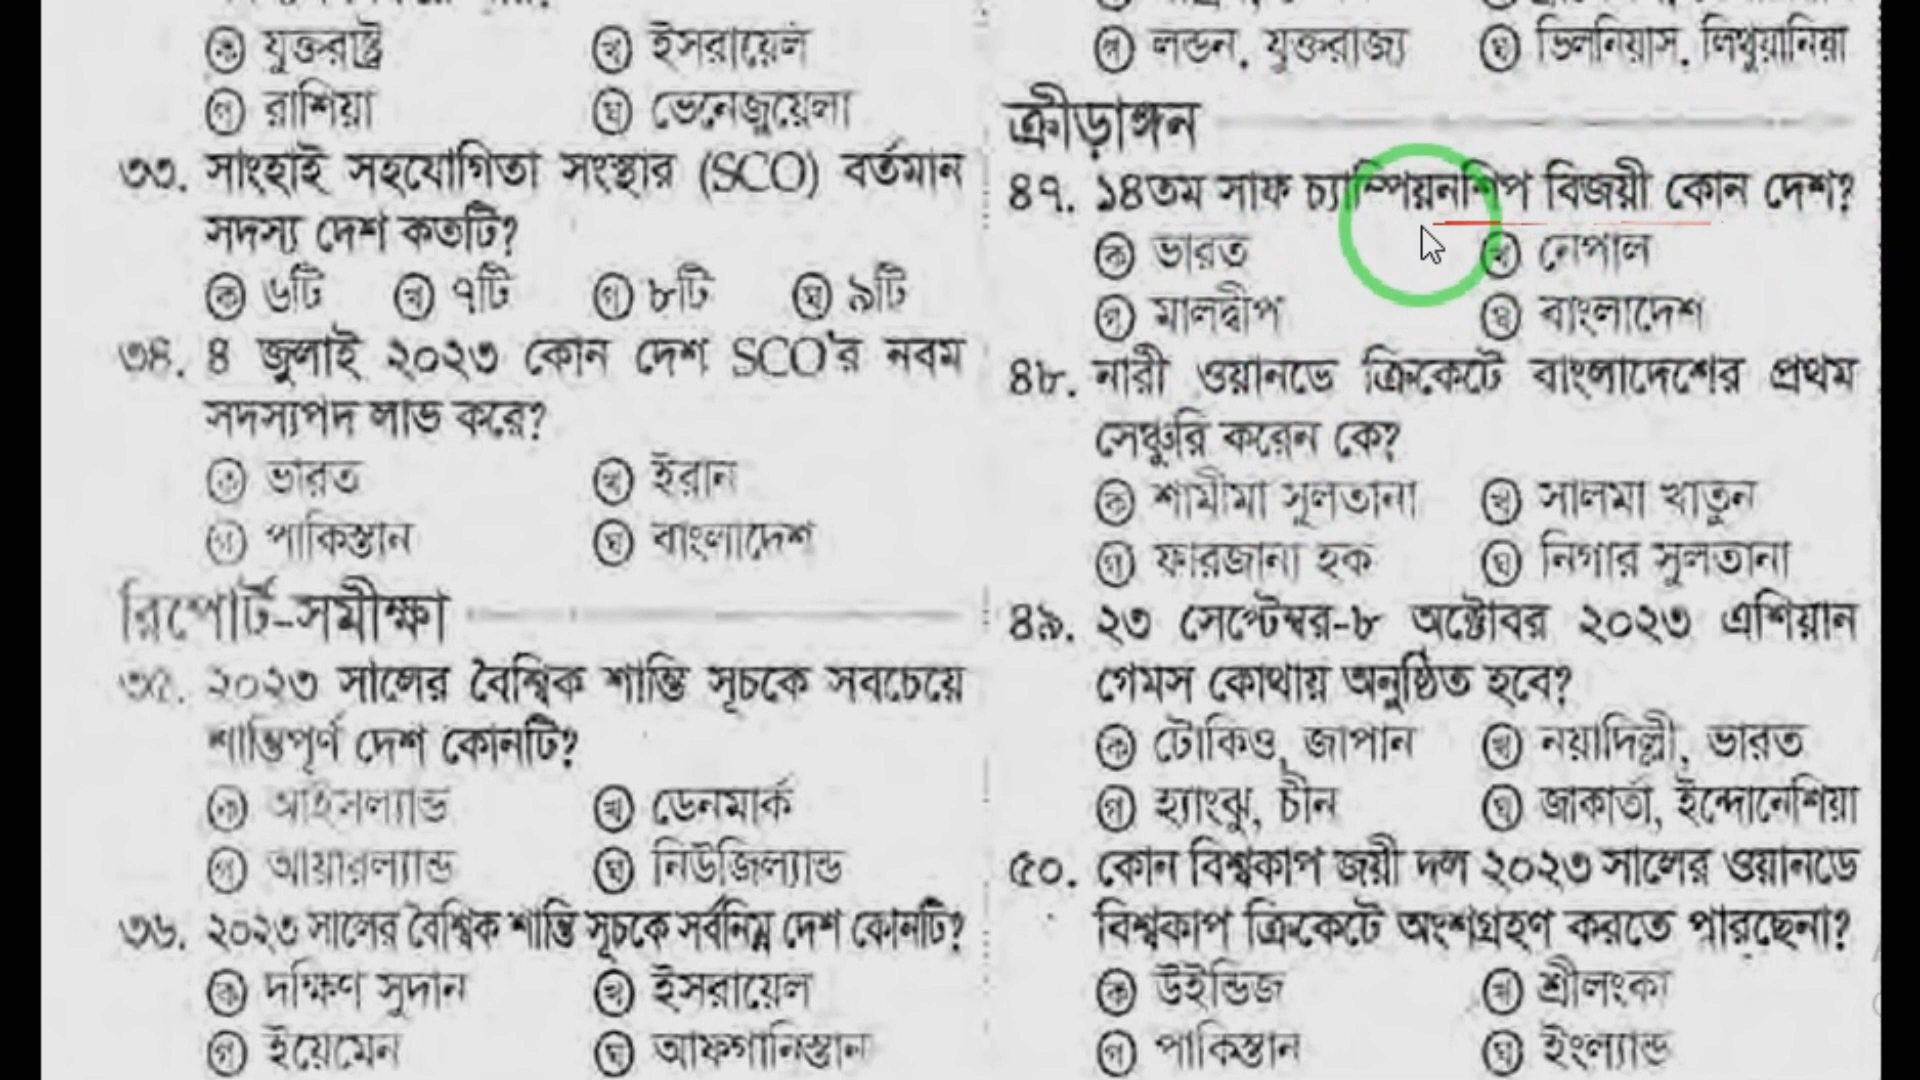 ক) যুক্তরাষ্ট্র খ) ইসরায়েল
গ) রাশিয়া ঘ) ভেনেজুয়েলা
৩৩. সাংহাই সহযোগিতা সংস্থার (SCO) বর্তমান
সদস্য দেশ কতটি?
ক) ৬টি খ) ৭টি গ) ৮টি ঘ) ৯টি
৩৪. ৪ জুলাই ২০২৩ কোন দেশ SCO'র নবম
সদস্যপদ লাভ করে?
ক) ভারত খ) ইরান
গ) পাকিস্তান ঘ) বাংলাদেশ
রিপোর্ট-সমীক্ষা
৩৫. ২০২৩ সালের বৈশ্বিক শান্তি সূচকে সবচেয়ে
শান্তিপূর্ণ দেশ কোনটি?
ক) আইসল্যান্ড খ) ডেনমার্ক
গ) আয়ারল্যান্ড ঘ) নিউজিল্যান্ড
৩৬. ২০২৩ সালের বৈশ্বিক শান্তি সূচকে সর্বনিম্ন দেশ কোনটি?
ক) দক্ষিণ সুদান খ) ইসরায়েল
গ) ইয়েমেন ঘ) আফগানিস্তান
গ) লন্ডন, যুক্তরাজ্য ঘ) ভিলনিয়াস, লিথুয়ানিয়া
ক্রীড়াঙ্গন
৪৭. ১৪তম সাফ চ্যাম্পিয়নশিপ বিজয়ী কোন দেশ?
ক) ভারত খ) নেপাল
গ) মালদ্বীপ ঘ) বাংলাদেশ
৪৮. নারী ওয়ানডে ক্রিকেটে বাংলাদেশের প্রথম
সেঞ্চুরি করেন কে?
ক) শামীমা সুলতানা খ) সালমা খাতুন
গ) ফারজানা হক ঘ) নিগার সুলতানা
৪৯. ২৩ সেপ্টেম্বর-৮ অক্টোবর ২০২৩ এশিয়ান
গেমস কোথায় অনুষ্ঠিত হবে?
ক) টোকিও, জাপান খ) নয়াদিল্লী, ভারত
গ) হ্যাংঝু, চীন ঘ) জাকার্তা, ইন্দোনেশিয়া
৫০. কোন বিশ্বকাপ জয়ী দল ২০২৩ সালের ওয়ানডে
বিশ্বকাপ ক্রিকেটে অংশগ্রহণ করতে পারছেনা?
ক) উইন্ডিজ খ) শ্রীলংকা
গ) পাকিস্তান ঘ) ইংল্যান্ড